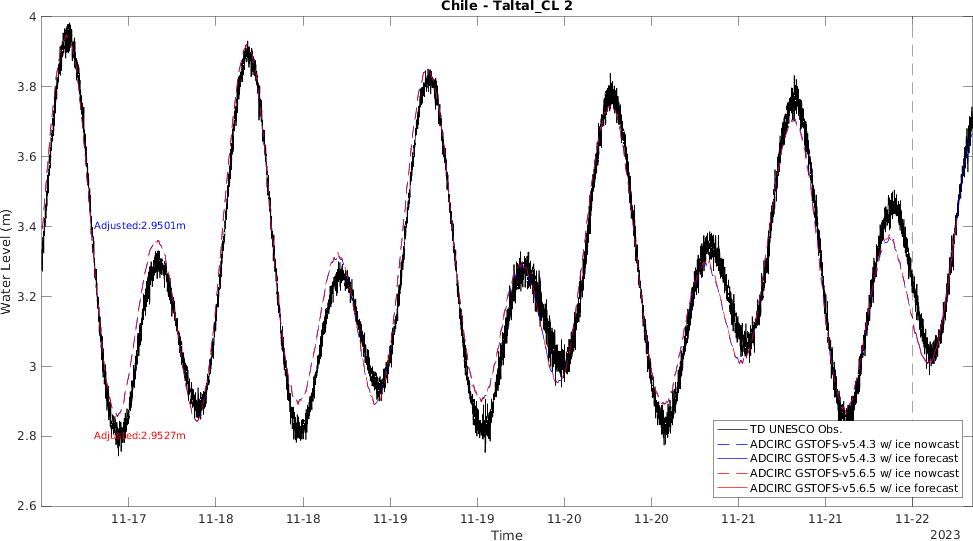 Chile - Taltal_CL 2
Water Level (m)
4
3.8
3.6
3.4
3.2
3
2.8
2.6
Adjusted:2.9501m
Adjusted:2.9527m
TD UNESCO Obs.
ADCIRC GSTOFS-v5.4.3 w/ ice nowcast
ADCIRC GSTOFS-v5.4.3 w/ ice forecast
ADCIRC GSTOFS-v5.6.5 w/ ice nowcast
ADCIRC GSTOFS-v5.6.5 w/ ice forecast
11-17 11-18 11-18 11-19 11-19 11-20 11-20 11-21 11-21 11-22
Time
2023